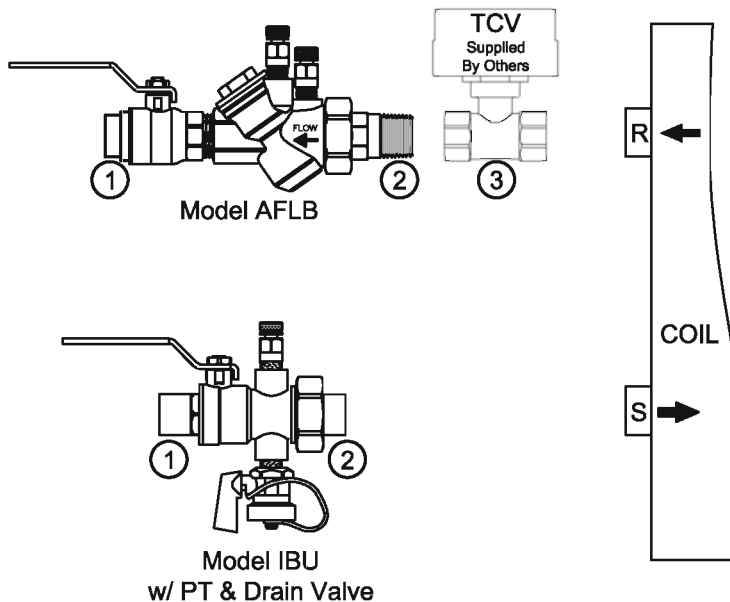 TCV
Supplied
By Others
FLOW
R
1
2
3
Model AFLB
COIL
S
1
2
Model IBU
w/ PT & Drain Valve